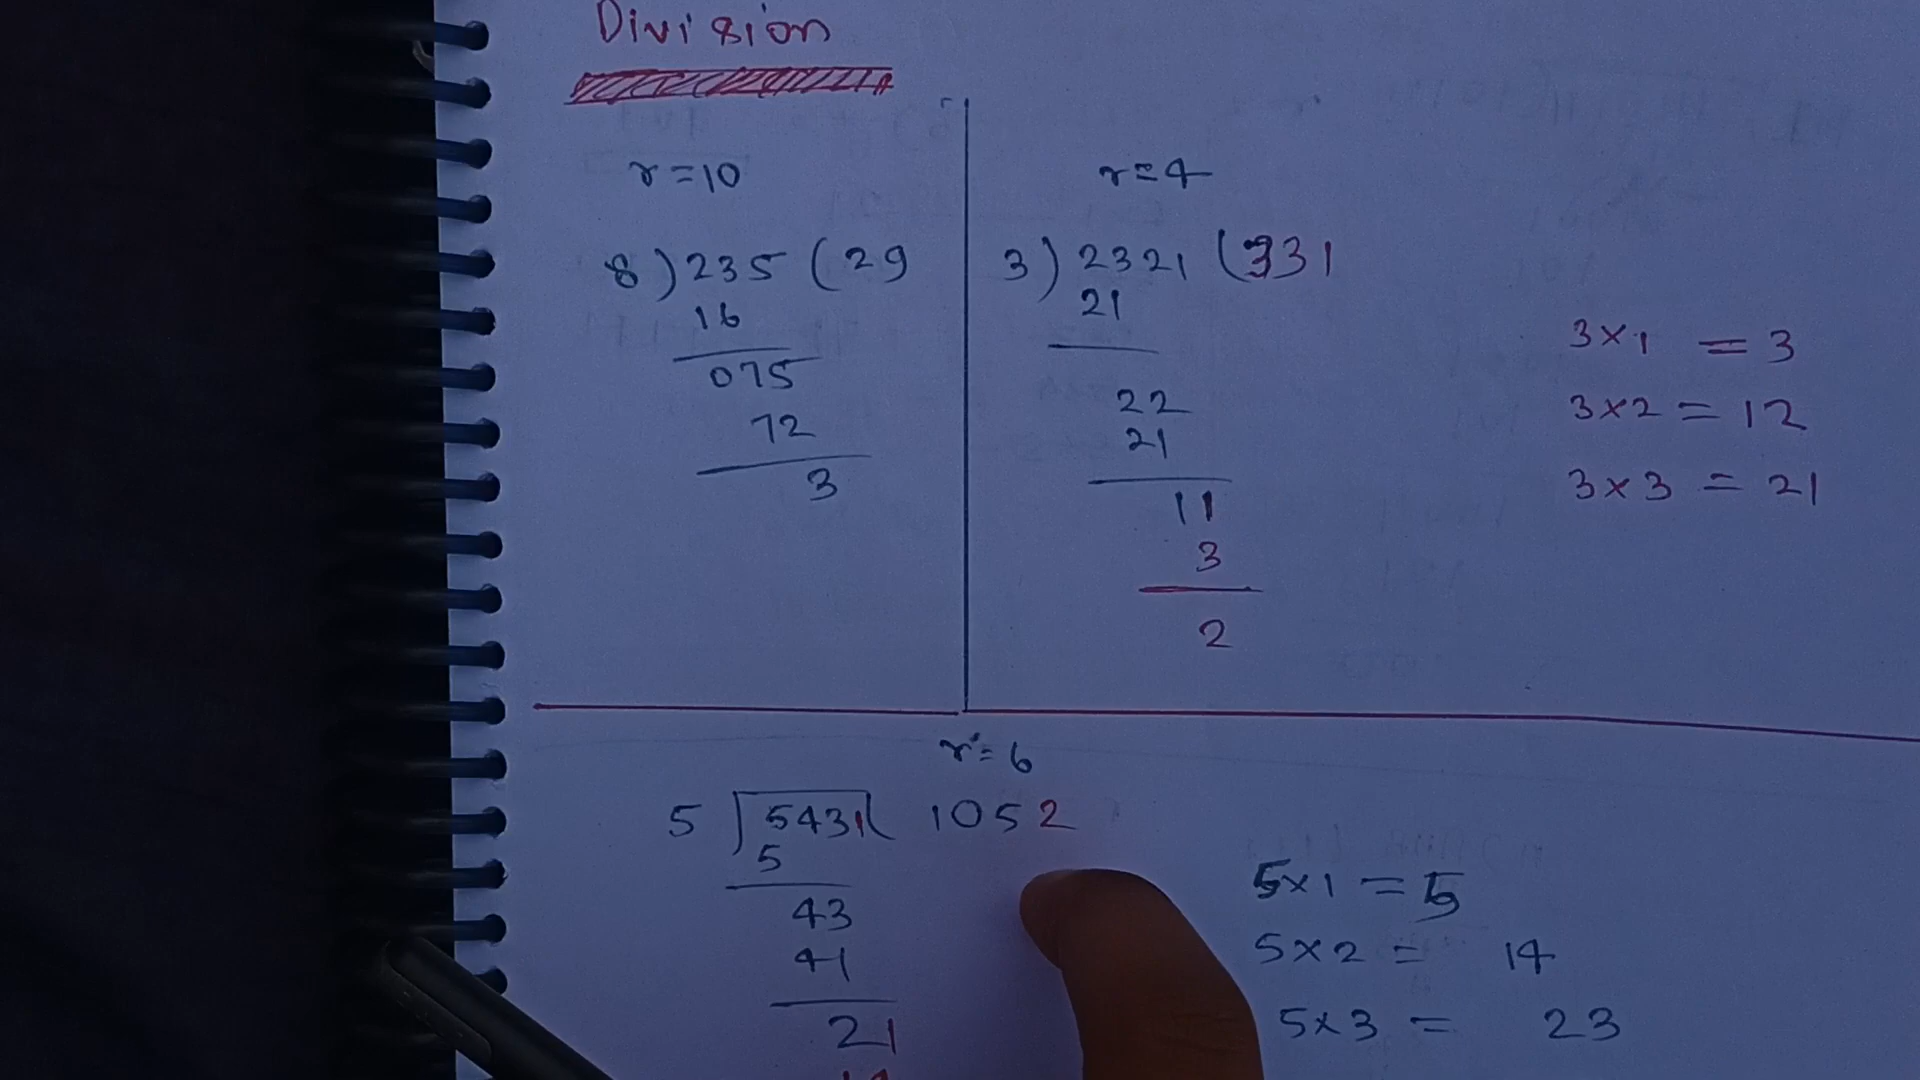 Division
r=10
8)235(29
16
075
72
3
r=4
3)2321(331
21
22
21
11
3
2
3×1 = 3
3×2 = 12
3×3 = 21
r=6
5 5431 1052
5
43
41
21
5×1 = 5
5×2 = 14
5×3 = 23